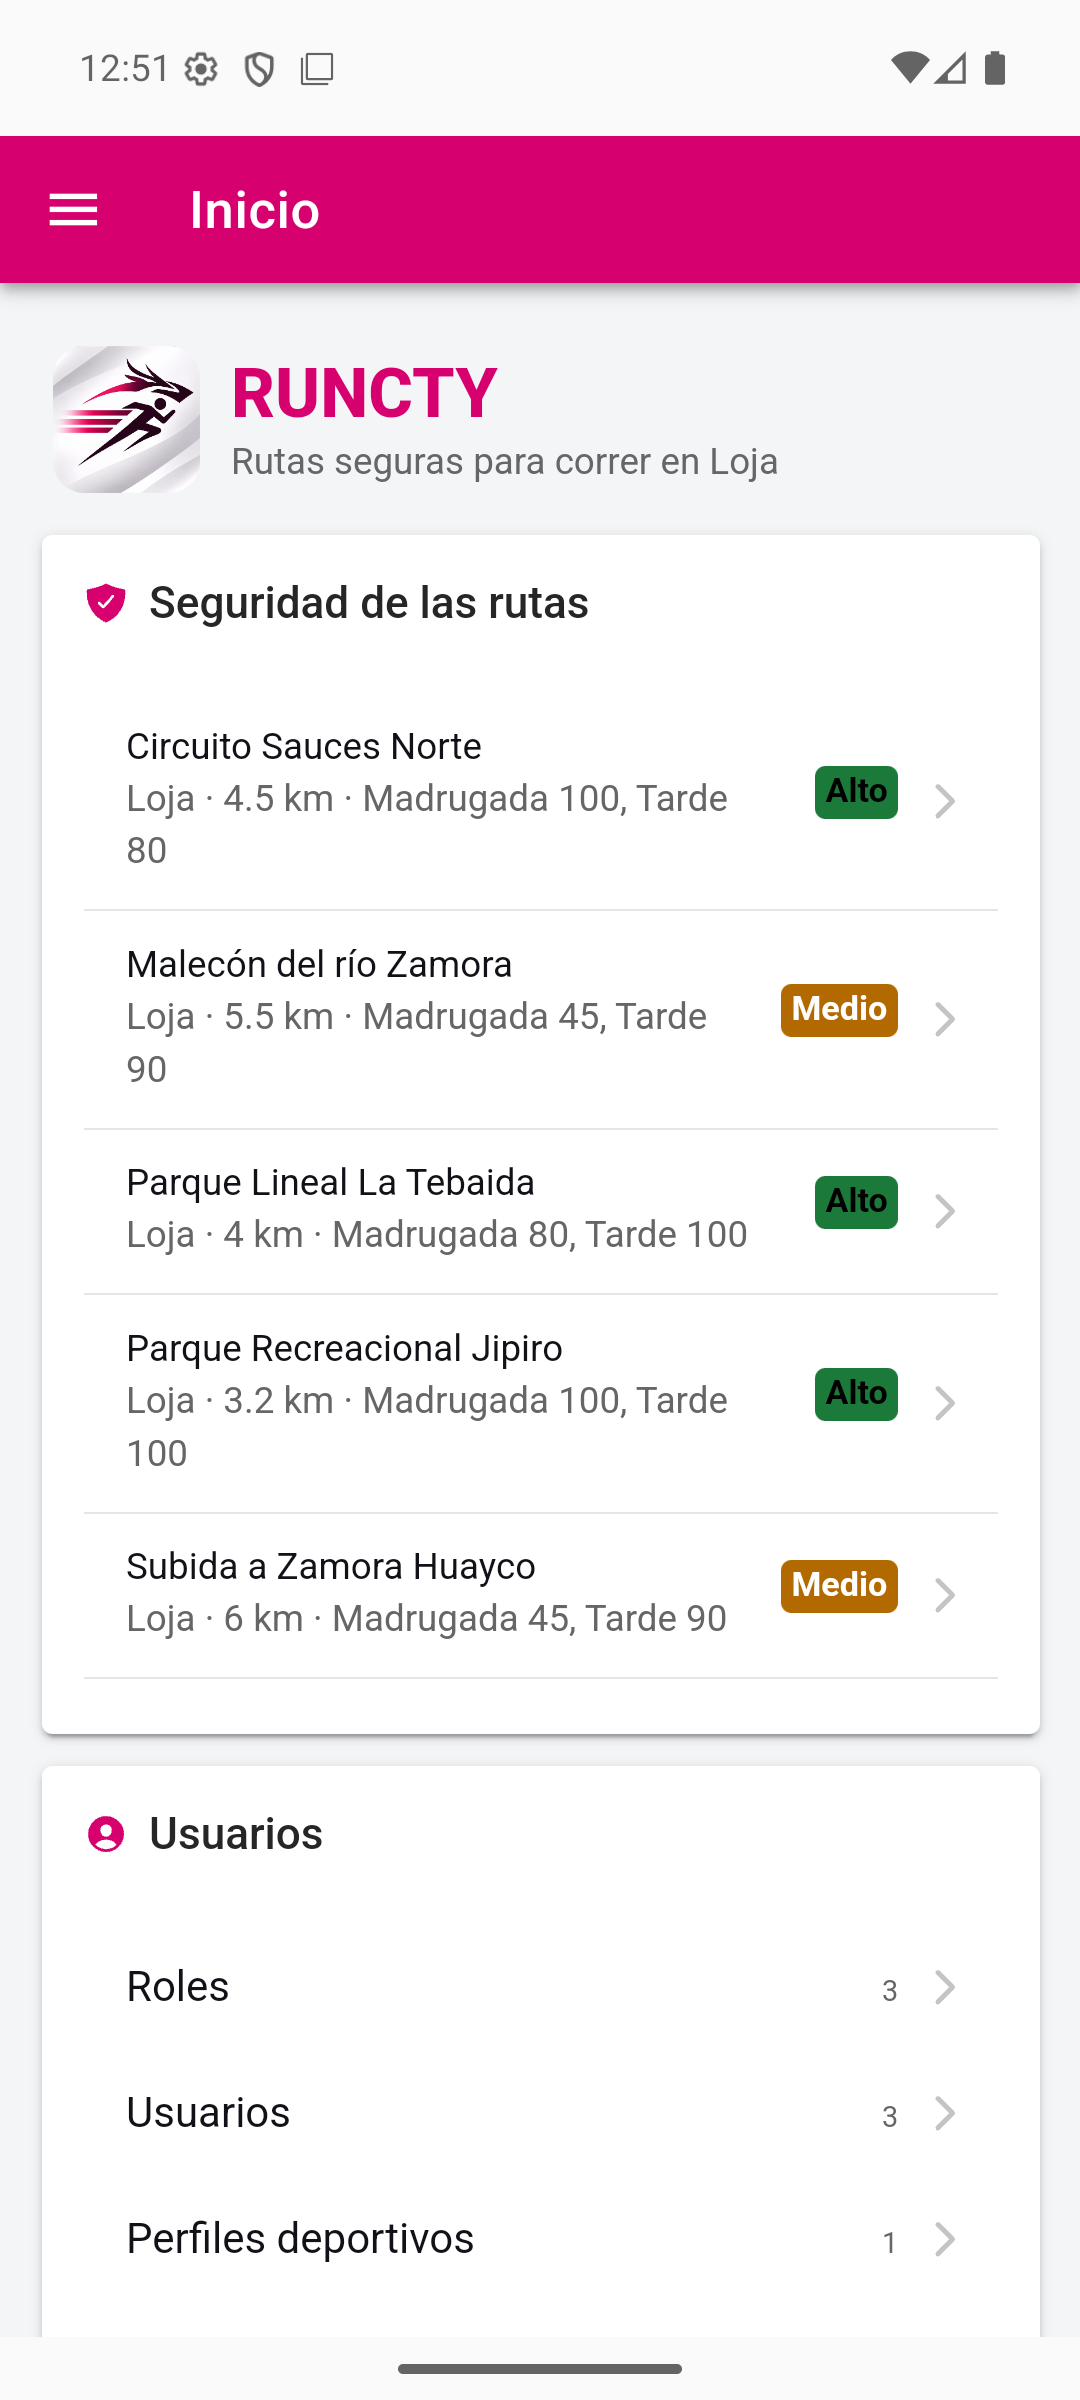 12:51
Inicio
RUNCTY
Rutas seguras para correr en Loja
Seguridad de las rutas
Circuito Sauces Norte
Loja · 4.5 km · Madrugada 100, Tarde
80
Alto
Malecón del río Zamora
Loja · 5.5 km · Madrugada 45, Tarde
90
Medio
Parque Lineal La Tebaida
Loja · 4 km · Madrugada 80, Tarde 100
Alto
Parque Recreacional Jipiro
Loja · 3.2 km · Madrugada 100, Tarde
100
Alto
Subida a Zamora Huayco
Loja · 6 km · Madrugada 45, Tarde 90
Medio
Usuarios
Roles 3
Usuarios 3
Perfiles deportivos 1